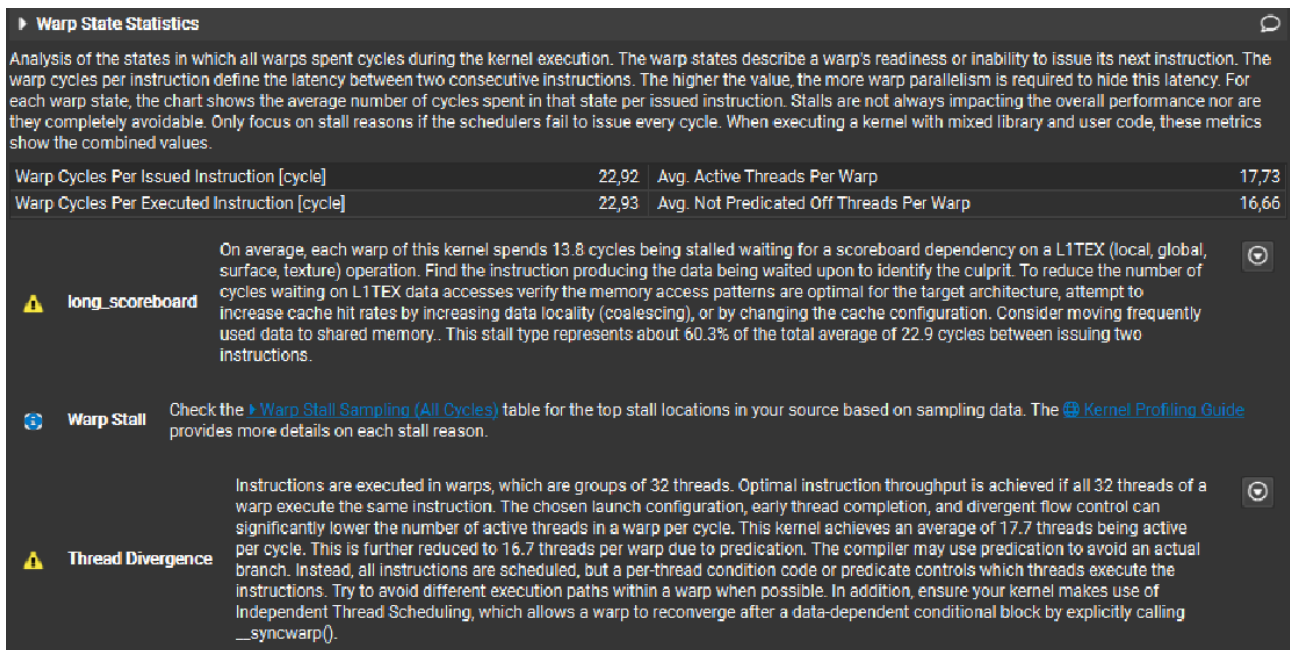 Warp State Statistics
Analysis of the states in which all warps spent cycles during the kernel execution. The warp states describe a warp's readiness or inability to issue its next instruction. The
warp cycles per instruction define the latency between two consecutive instructions. The higher the value, the more warp parallelism is required to hide this latency. For
each warp state, the chart shows the average number of cycles spent in that state per issued instruction. Stalls are not always impacting the overall performance nor are
they completely avoidable. Only focus on stall reasons if the schedulers fail to issue every cycle. When executing a kernel with mixed library and user code, these metrics
show the combined values.
Warp Cycles Per Issued Instruction [cycle] 22,92 Avg. Active Threads Per Warp 17,73
Warp Cycles Per Executed Instruction [cycle] 22,93 Avg. Not Predicated Off Threads Per Warp 16,66
On average, each warp of this kernel spends 13.8 cycles being stalled waiting for a scoreboard dependency on a L1TEX (local, global,
surface, texture) operation. Find the instruction producing the data being waited upon to identify the culprit. To reduce the number of
long_scoreboard cycles waiting on L1TEX data accesses verify the memory access patterns are optimal for the target architecture, attempt to
increase cache hit rates by increasing data locality (coalescing), or by changing the cache configuration. Consider moving frequently
used data to shared memory.. This stall type represents about 60.3% of the total average of 22.9 cycles between issuing two
instructions.
Warp Stall Check the Warp Stall Sampling (All Cycles) table for the top stall locations in your source based on sampling data. The Kernel Profiling Guide
provides more details on each stall reason.
Instructions are executed in warps, which are groups of 32 threads. Optimal instruction throughput is achieved if all 32 threads of a
warp execute the same instruction. The chosen launch configuration, early thread completion, and divergent flow control can
significantly lower the number of active threads in a warp per cycle. This kernel achieves an average of 17.7 threads being active
Thread Divergence per cycle. This is further reduced to 16.7 threads per warp due to predication. The compiler may use predication to avoid an actual
branch. Instead, all instructions are scheduled, but a per-thread condition code or predicate controls which threads execute the
instructions. Try to avoid different execution paths within a warp when possible. In addition, ensure your kernel makes use of
Independent Thread Scheduling, which allows a warp to reconverge after a data-dependent conditional block by explicitly calling
__syncwarp().